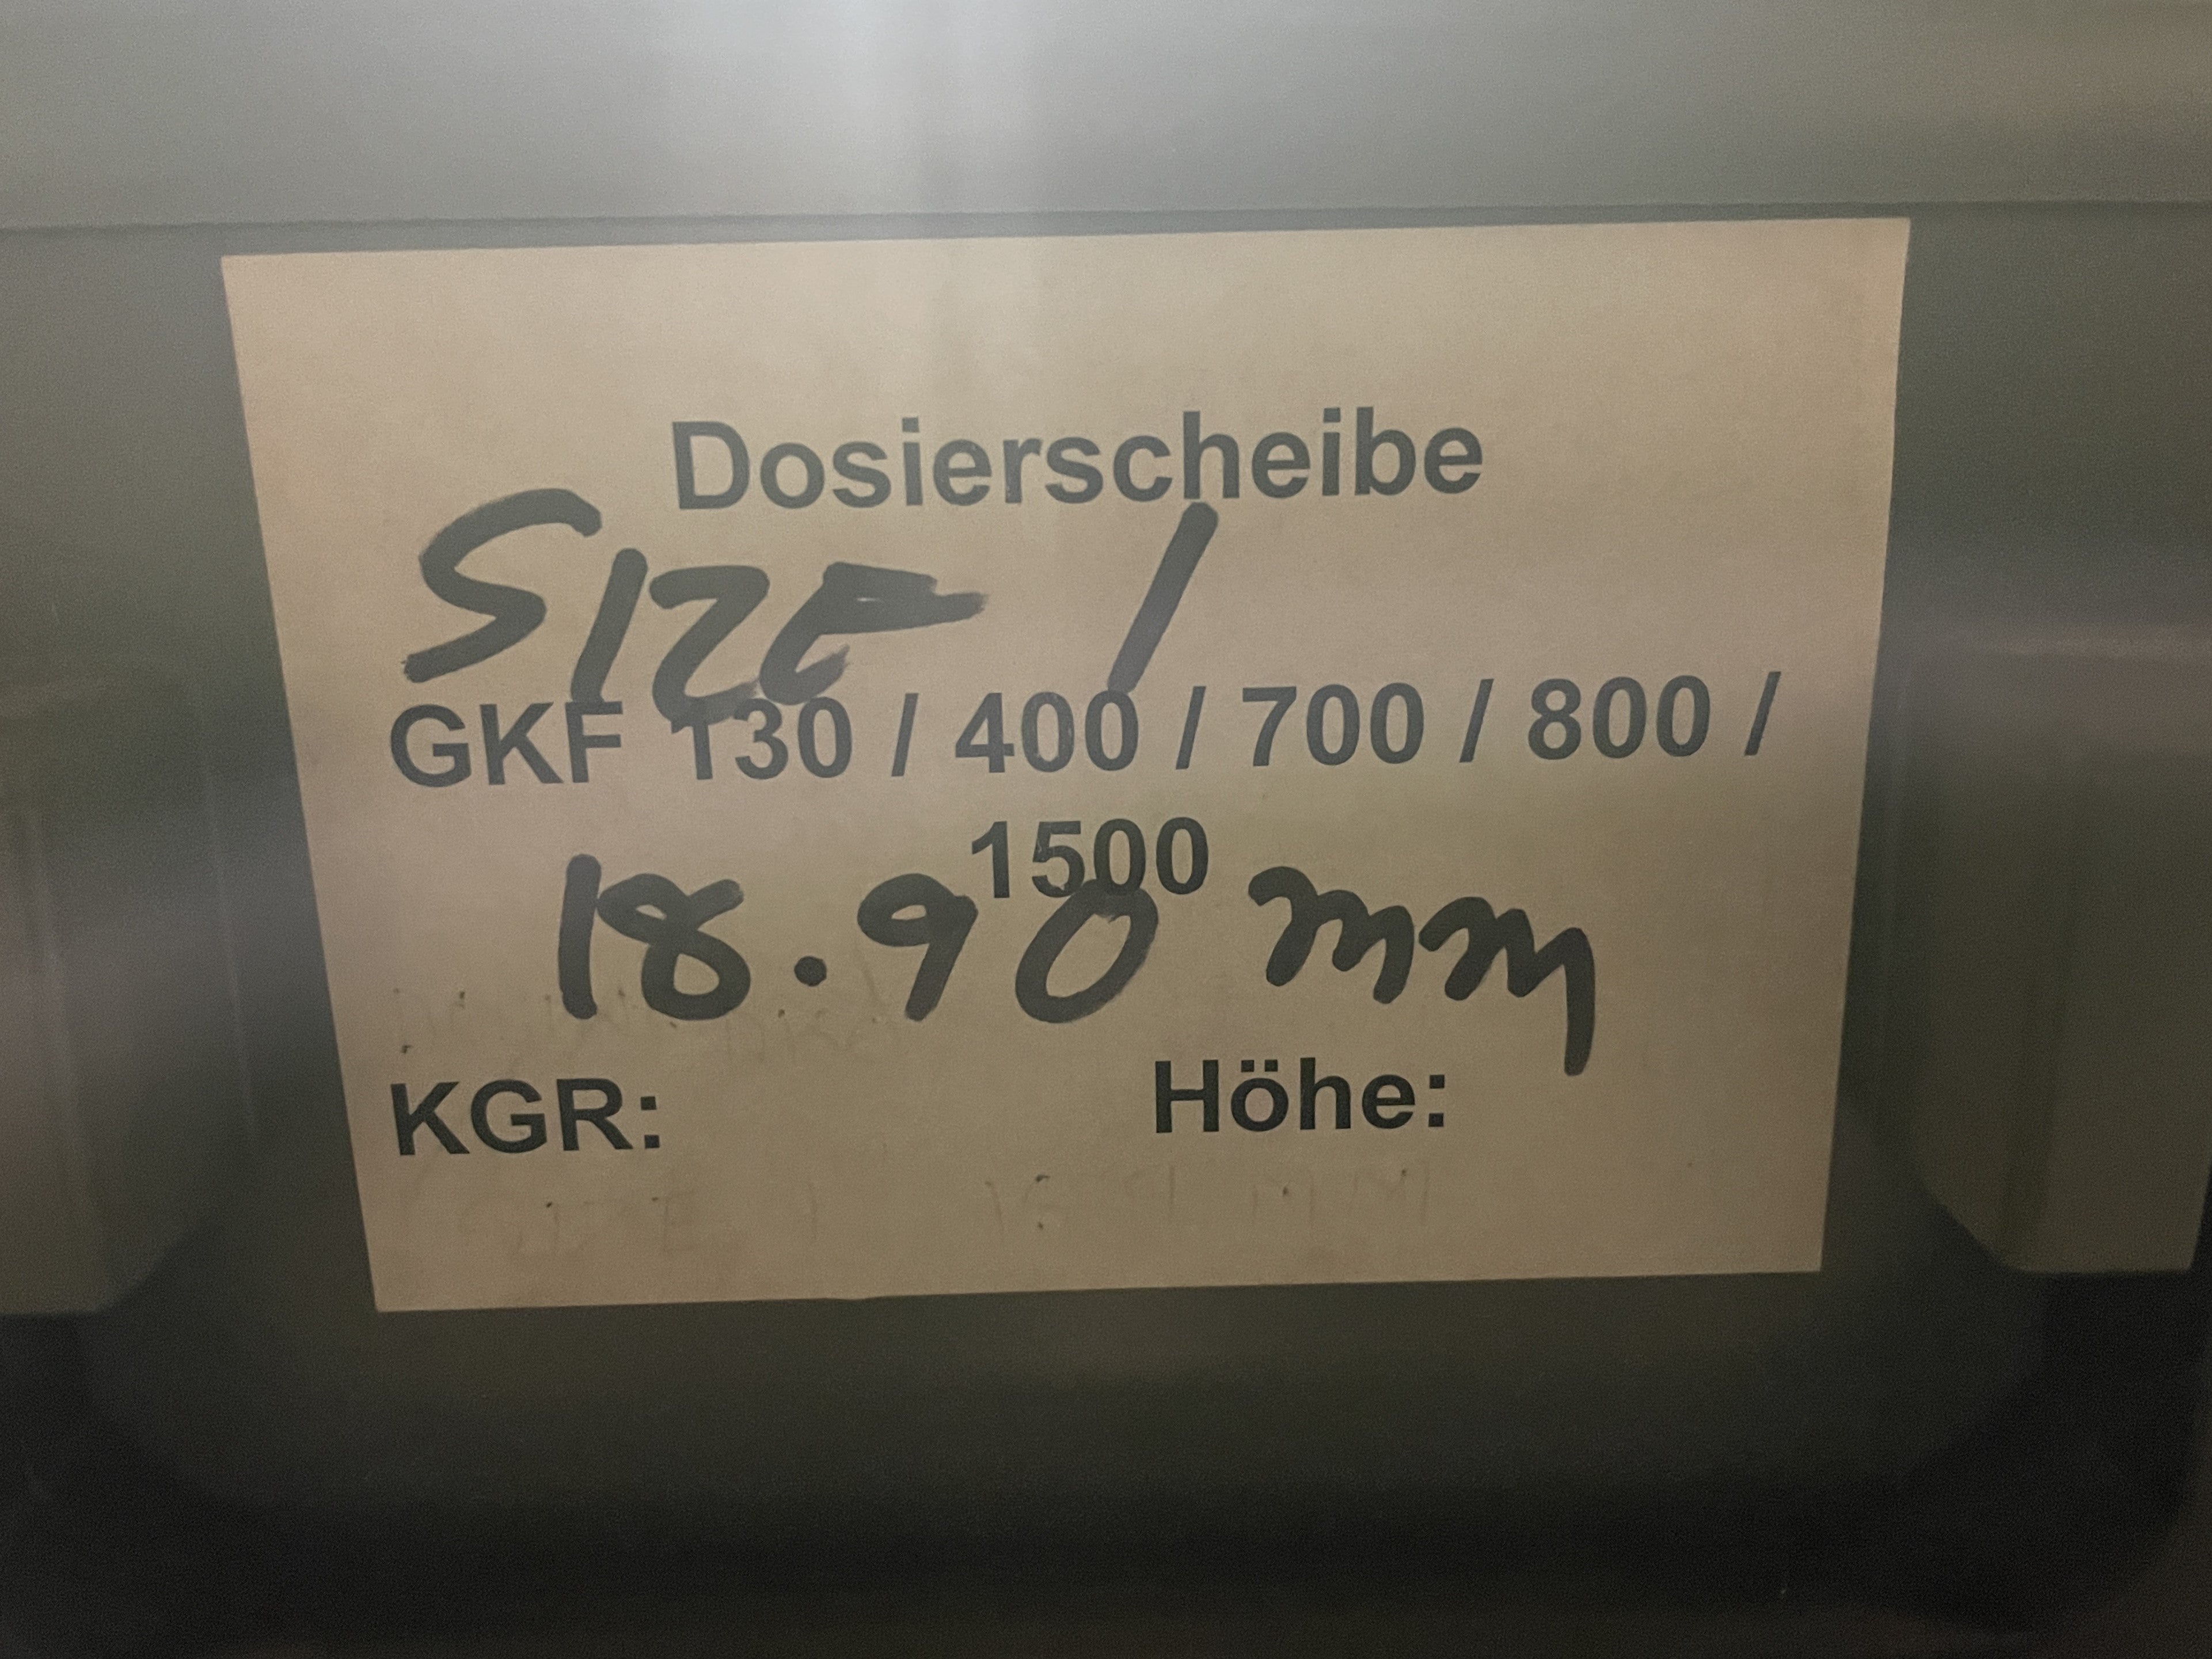 Dosierscheibe
SIZE 1
GKF 130 / 400 / 700 / 800 /
1500
18.90 mm
KGR: Höhe: